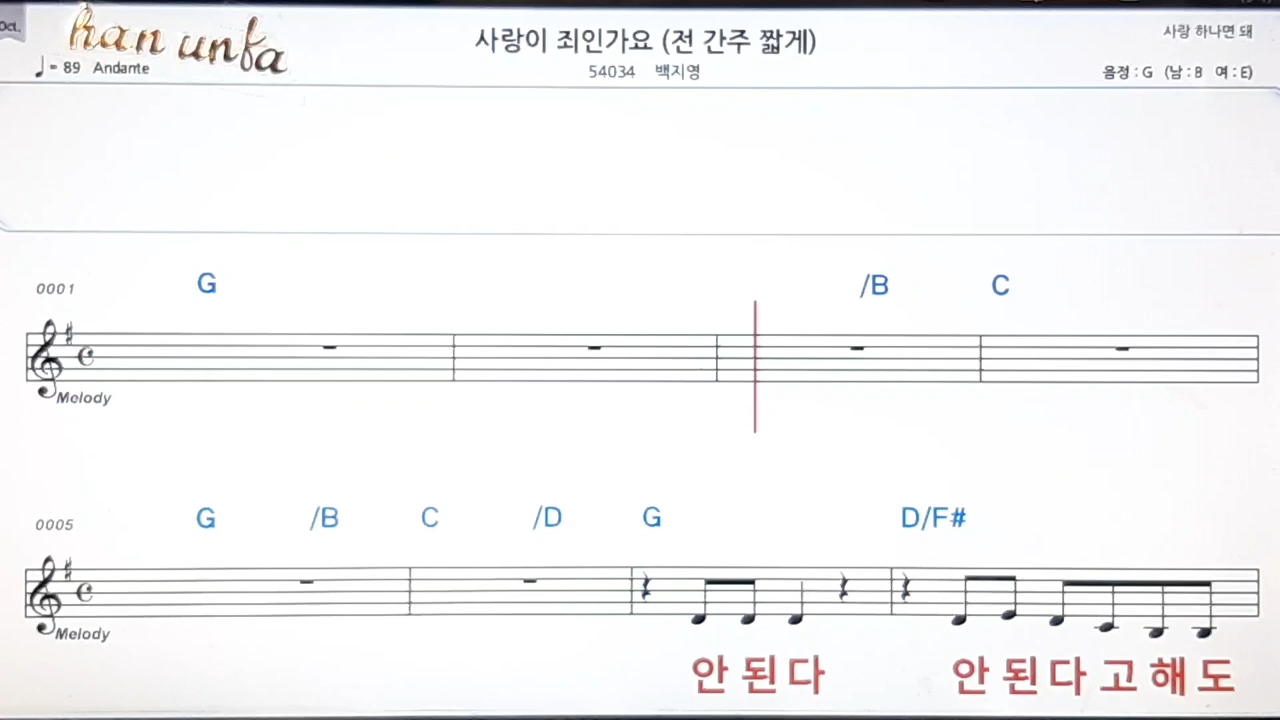 Oct.
han unfa
사랑이 죄인가요 (전 간주 짧게)
사랑 하나면 돼
♩= 89 Andante
54034 백지영
음정 : G (남 : B 여 : E)
0001
G /B C
Melody
0005
G /B C /D G D/F#
Melody
안 된 다 안 된 다 고 해 도